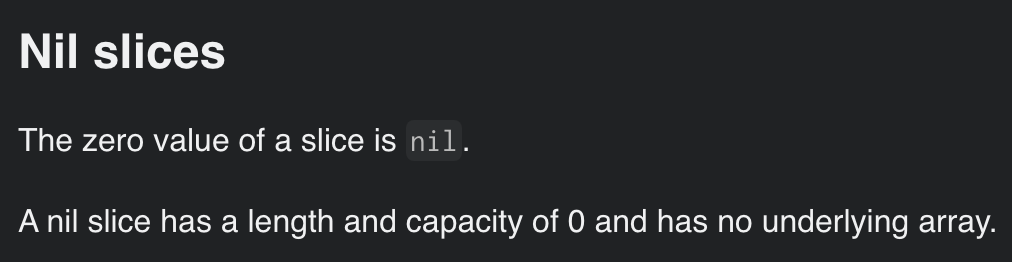 Nil slices
The zero value of a slice is nil.
A nil slice has a length and capacity of 0 and has no underlying array.